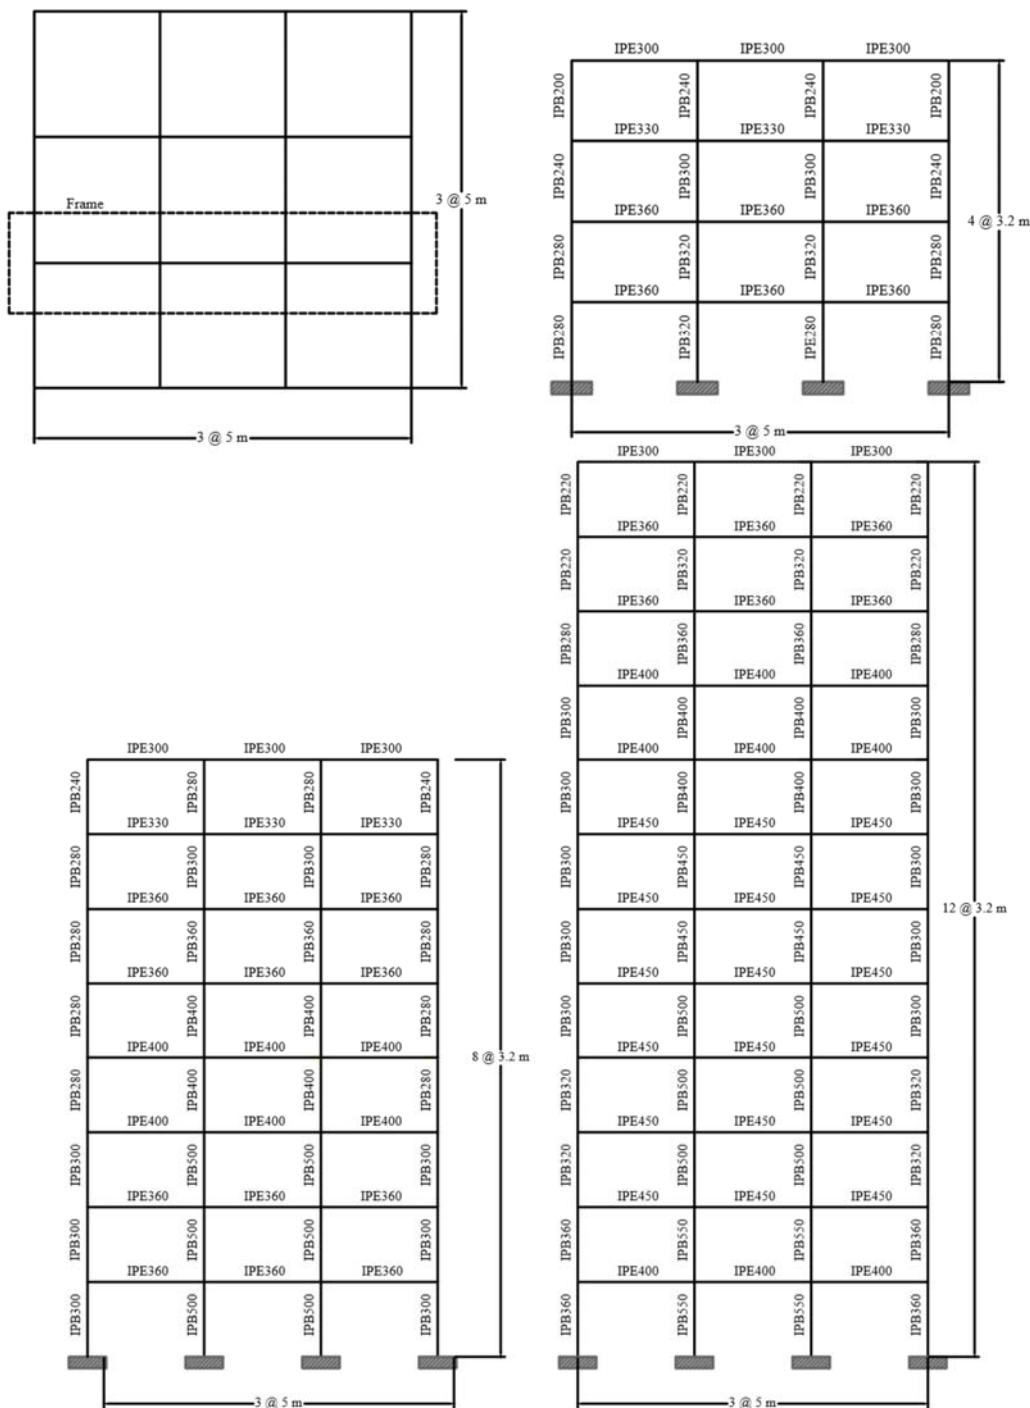 Frame
3 @ 5 m
3 @ 5 m
IPE300 IPE300 IPE300
IPB200 IPB240 IPB240 IPB200
IPE330 IPE330 IPE330
IPB240 IPB300 IPB300 IPB240
IPE360 IPE360 IPE360
IPB280 IPB320 IPB320 IPB280
IPE360 IPE360 IPE360
IPB280 IPB320 IPE280 IPB280
4 @ 3.2 m
3 @ 5 m
IPE300 IPE300 IPE300
IPB240 IPB280 IPB280 IPB240
IPE330 IPE330 IPE330
IPB280 IPB300 IPB300 IPB280
IPE360 IPE360 IPE360
IPB280 IPB360 IPB360 IPB280
IPE360 IPE360 IPE360
IPB280 IPB400 IPB400 IPB280
IPE400 IPE400 IPE400
IPB280 IPB400 IPB400 IPB280
IPE400 IPE400 IPE400
IPB300 IPB500 IPB500 IPB300
IPE360 IPE360 IPE360
IPB300 IPB500 IPB500 IPB300
IPE360 IPE360 IPE360
IPB300 IPB500 IPB500 IPB300
8 @ 3.2 m
3 @ 5 m
IPE300 IPE300 IPE300
IPB220 IPB220 IPB220 IPB220
IPE360 IPE360 IPE360
IPB220 IPB320 IPB320 IPB220
IPE360 IPE360 IPE360
IPB280 IPB360 IPB360 IPB280
IPE400 IPE400 IPE400
IPB300 IPB400 IPB400 IPB300
IPE400 IPE400 IPE400
IPB300 IPB400 IPB400 IPB300
IPE450 IPE450 IPE450
IPB300 IPB450 IPB450 IPB300
IPE450 IPE450 IPE450
IPB300 IPB450 IPB450 IPB300
IPE450 IPE450 IPE450
IPB300 IPB500 IPB500 IPB300
IPE450 IPE450 IPE450
IPB320 IPB500 IPB500 IPB320
IPE450 IPE450 IPE450
IPB320 IPB500 IPB500 IPB320
IPE450 IPE450 IPE450
IPB360 IPB550 IPB550 IPB360
IPE400 IPE400 IPE400
IPB360 IPB550 IPB550 IPB360
12 @ 3.2 m
3 @ 5 m